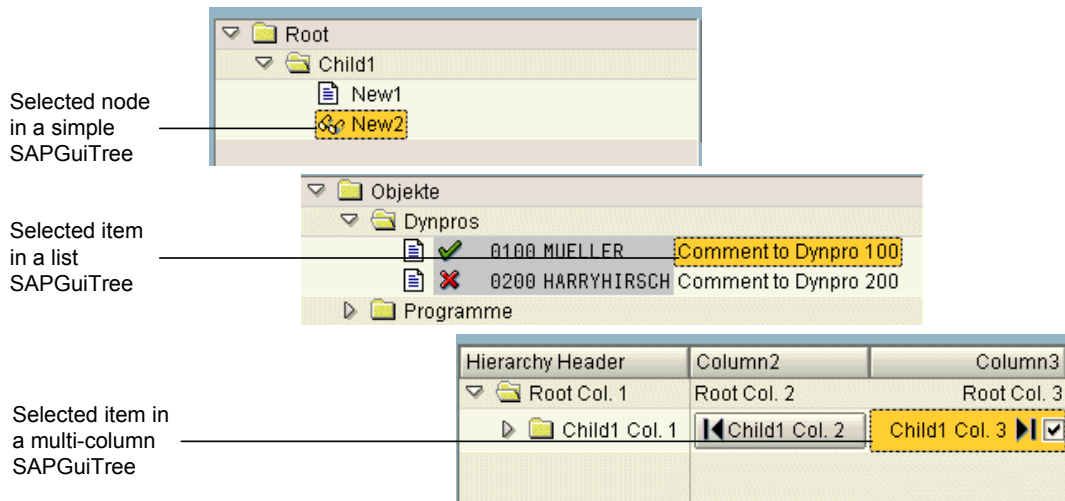 Root
Child1
New1
New2
Selected node
in a simple
SAPGuiTree
Objekte
Dynpros
0100 MUELLER Comment to Dynpro 100
0200 HARRYHIRSCH Comment to Dynpro 200
Programme
Selected item
in a list
SAPGuiTree
Hierarchy Header Column2 Column3
Root Col. 1 Root Col. 2 Root Col. 3
Child1 Col. 1 Child1 Col. 2 Child1 Col. 3
Selected item in
a multi-column
SAPGuiTree